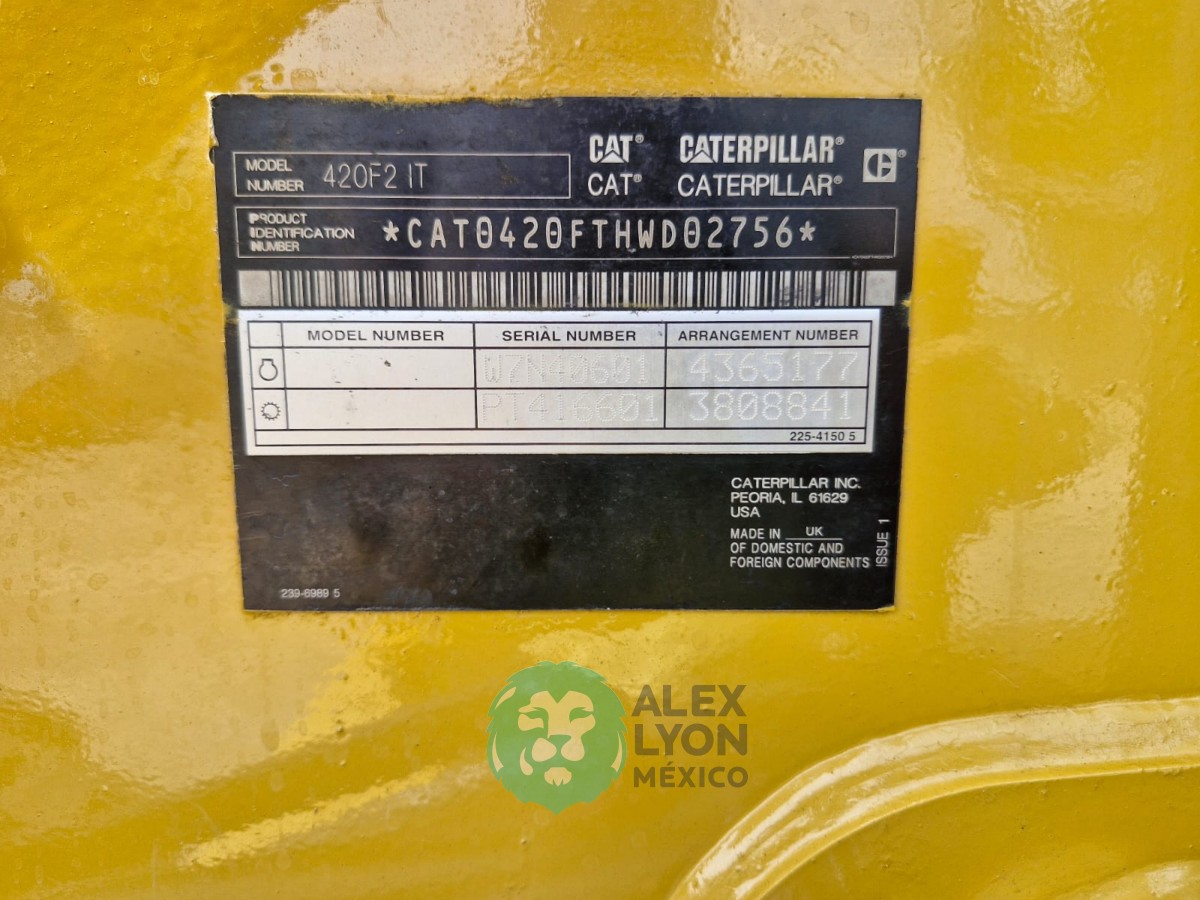 CAT® CATERPILLAR®
CAT® CATERPILLAR®
MODEL NUMBER 420F2 IT
PRODUCT IDENTIFICATION NUMBER *CAT0420FTHWD02756*
MODEL NUMBER SERIAL NUMBER ARRANGEMENT NUMBER
W7N40601 4365177
PT416601 3808841
225-4150 5
CATERPILLAR INC.
PEORIA, IL 61629
USA
MADE IN UK
OF DOMESTIC AND
FOREIGN COMPONENTS
ISSUE 1
239-6989 5
ALEX
LYON
MÉXICO